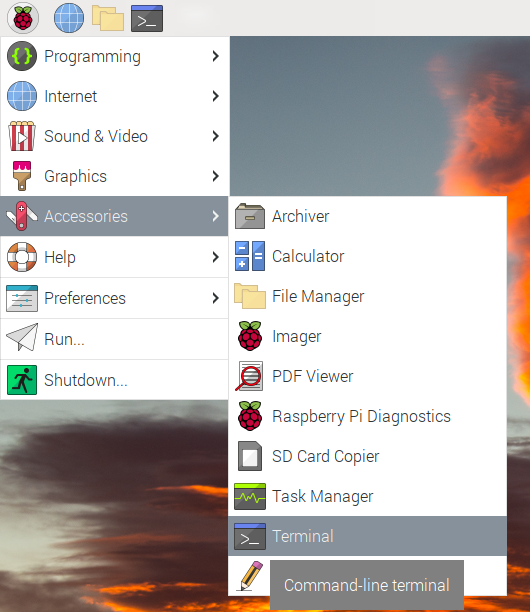 Programming
Internet
Sound & Video
Graphics
Accessories
Help
Preferences
Run...
Shutdown...
Archiver
Calculator
File Manager
Imager
PDF Viewer
Raspberry Pi Diagnostics
SD Card Copier
Task Manager
Terminal
Command-line terminal